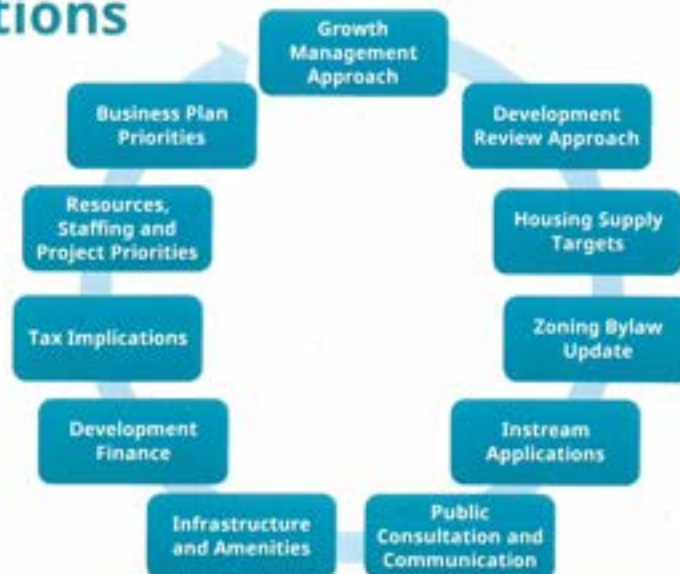 tions
Growth
Management
Approach
Development
Review Approach
Housing Supply
Targets
Zoning Bylaw
Update
Instream
Applications
Public
Consultation and
Communication
Infrastructure
and Amenities
Development
Finance
Tax Implications
Resources,
Staffing and
Project Priorities
Business Plan
Priorities